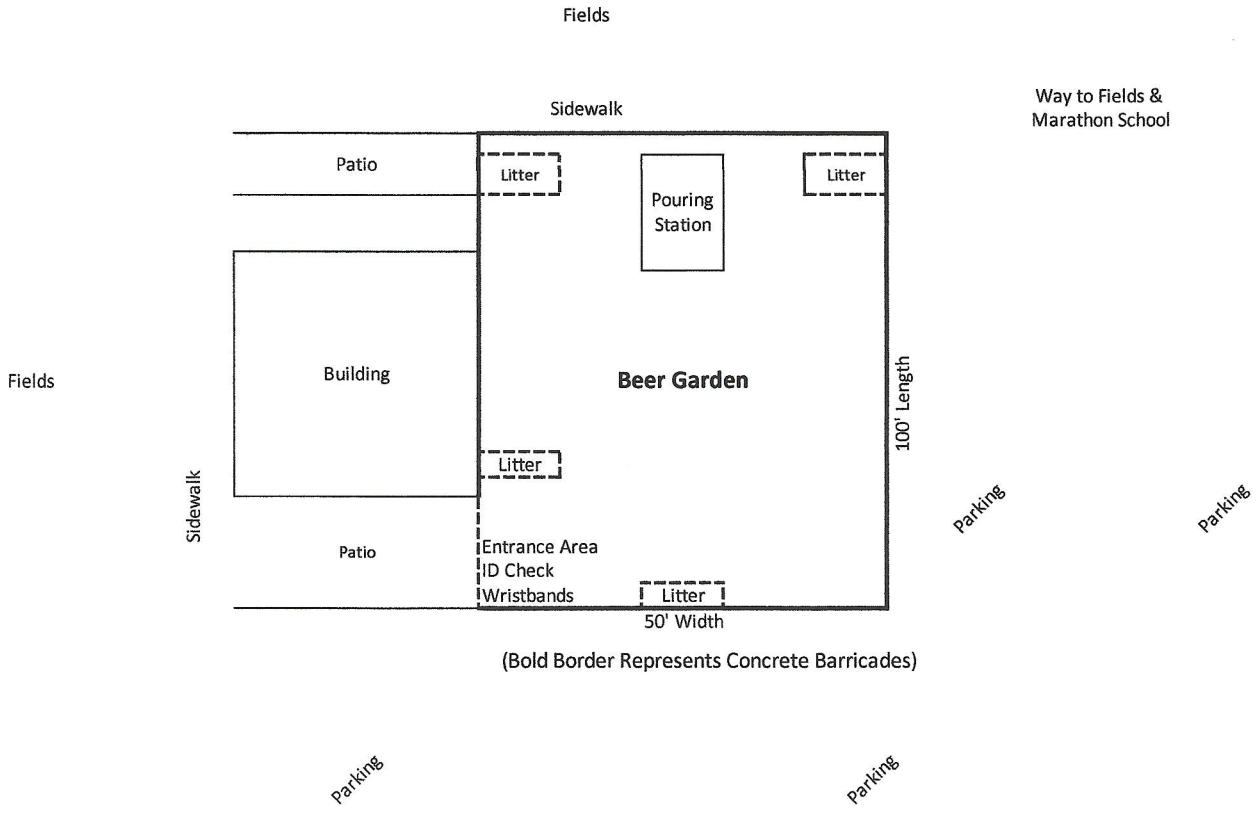 Fields
Way to Fields &
Marathon School
Sidewalk
Patio
Litter
Pouring
Station
Litter
Fields
Building
Beer Garden
100' Length
Litter
Sidewalk
Parking
Parking
Patio
Entrance Area
ID Check
Wristbands
Litter
50' Width
(Bold Border Represents Concrete Barricades)
Parking
Parking